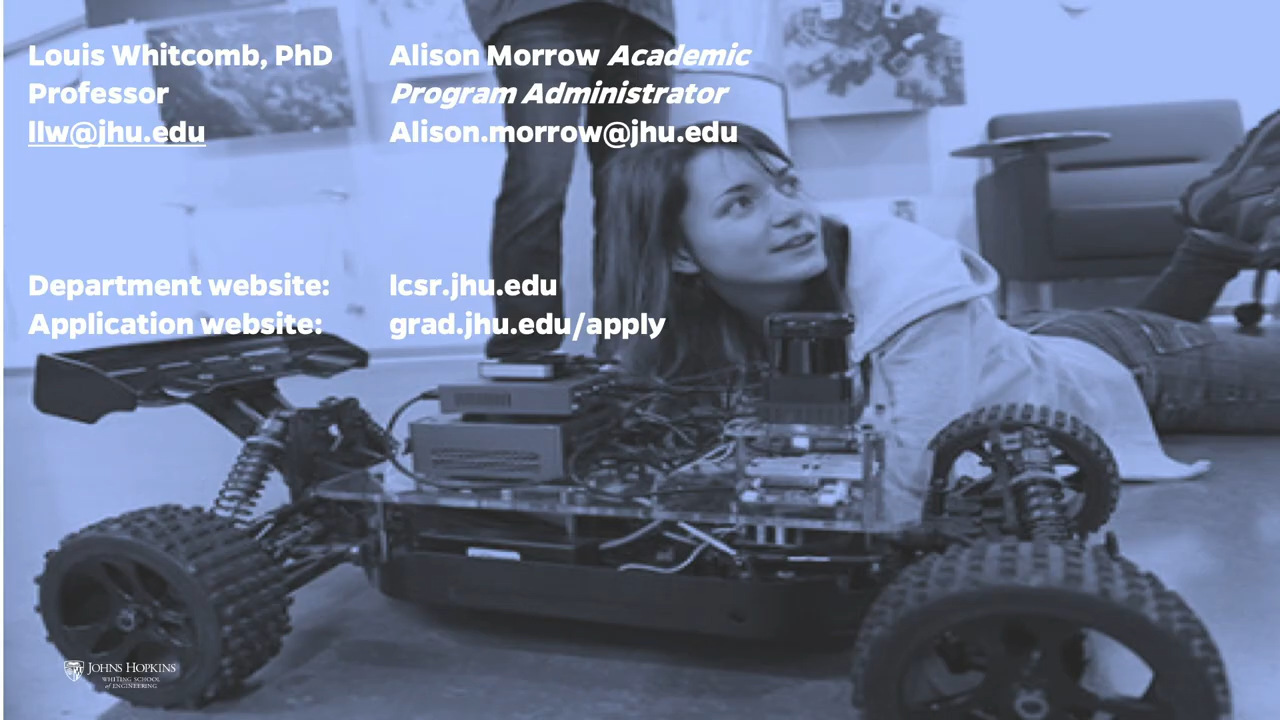 Louis Whitcomb, PhD
Professor
llw@jhu.edu
Alison Morrow Academic
Program Administrator
Alison.morrow@jhu.edu
Department website: lcsr.jhu.edu
Application website: grad.jhu.edu/apply
JOHNS HOPKINS
WHITING SCHOOL
of ENGINEERING